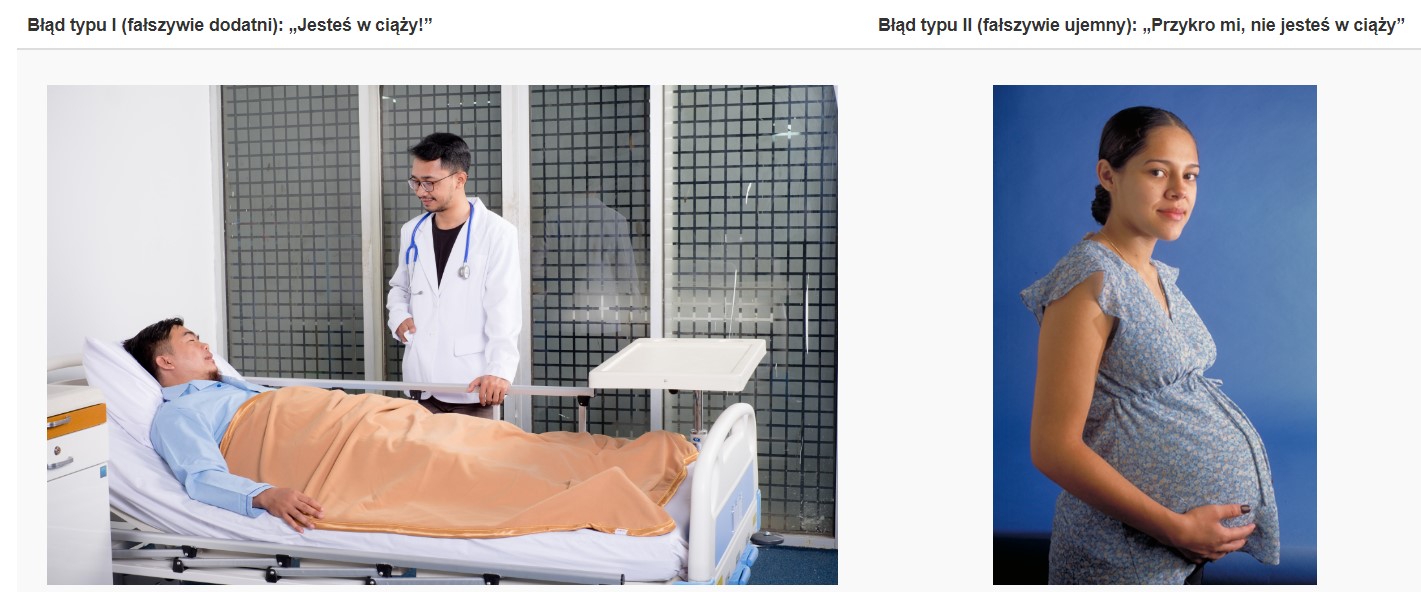 Błąd typu I (fałszywie dodatni): „Jesteś w ciąży!”
Błąd typu II (fałszywie ujemny): „Przykro mi, nie jesteś w ciąży”